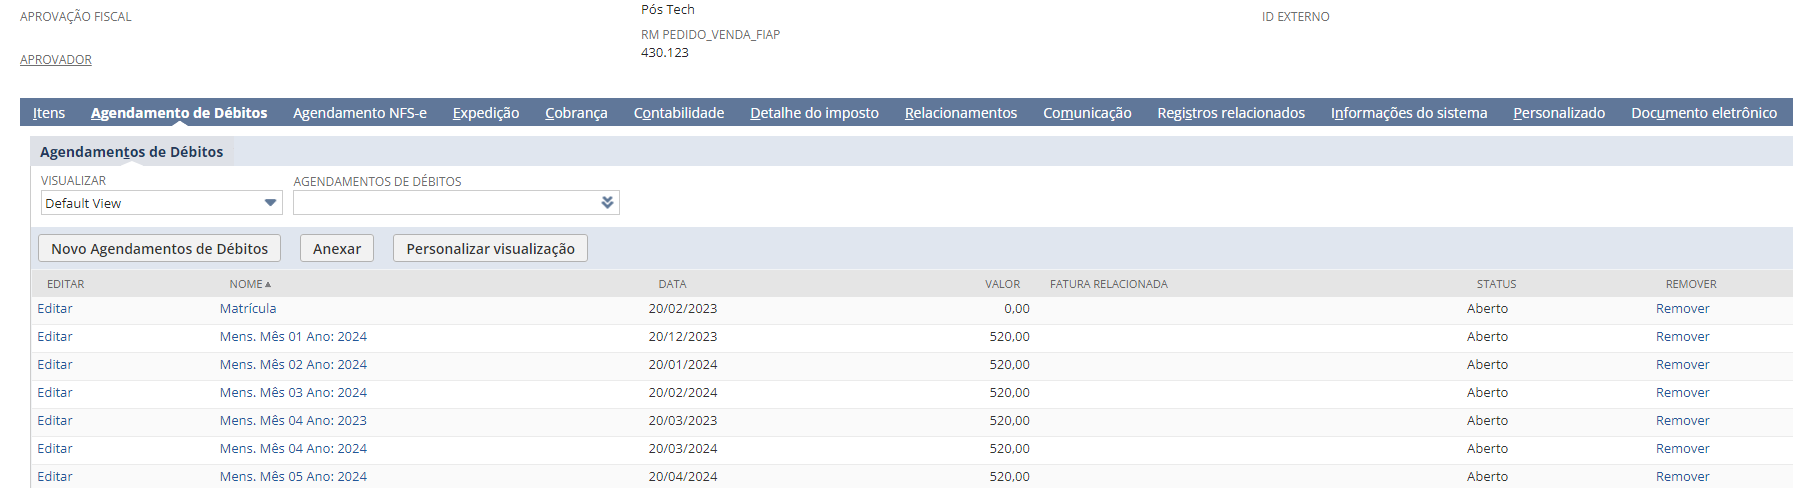 APROVAÇÃO FISCAL
APROVADOR
Pós Tech
RM PEDIDO_VENDA_FIAP
430.123
ID EXTERNO
Itens Agendamento de Débitos Agendamento NFS-e Expedição Cobrança Contabilidade Detalhe do imposto Relacionamentos Comunicação Registros relacionados Informações do sistema Personalizado Documento eletrônico
Agendamentos de Débitos
VISUALIZAR AGENDAMENTOS DE DÉBITOS
Default View
Novo Agendamentos de Débitos Anexar Personalizar visualização
EDITAR NOME DATA VALOR FATURA RELACIONADA STATUS REMOVER
Editar Matrícula 20/02/2023 0,00 Aberto Remover
Editar Mens. Mês 01 Ano: 2024 20/12/2023 520,00 Aberto Remover
Editar Mens. Mês 02 Ano: 2024 20/01/2024 520,00 Aberto Remover
Editar Mens. Mês 03 Ano: 2024 20/02/2024 520,00 Aberto Remover
Editar Mens. Mês 04 Ano: 2023 20/03/2023 520,00 Aberto Remover
Editar Mens. Mês 04 Ano: 2024 20/03/2024 520,00 Aberto Remover
Editar Mens. Mês 05 Ano: 2024 20/04/2024 520,00 Aberto Remover